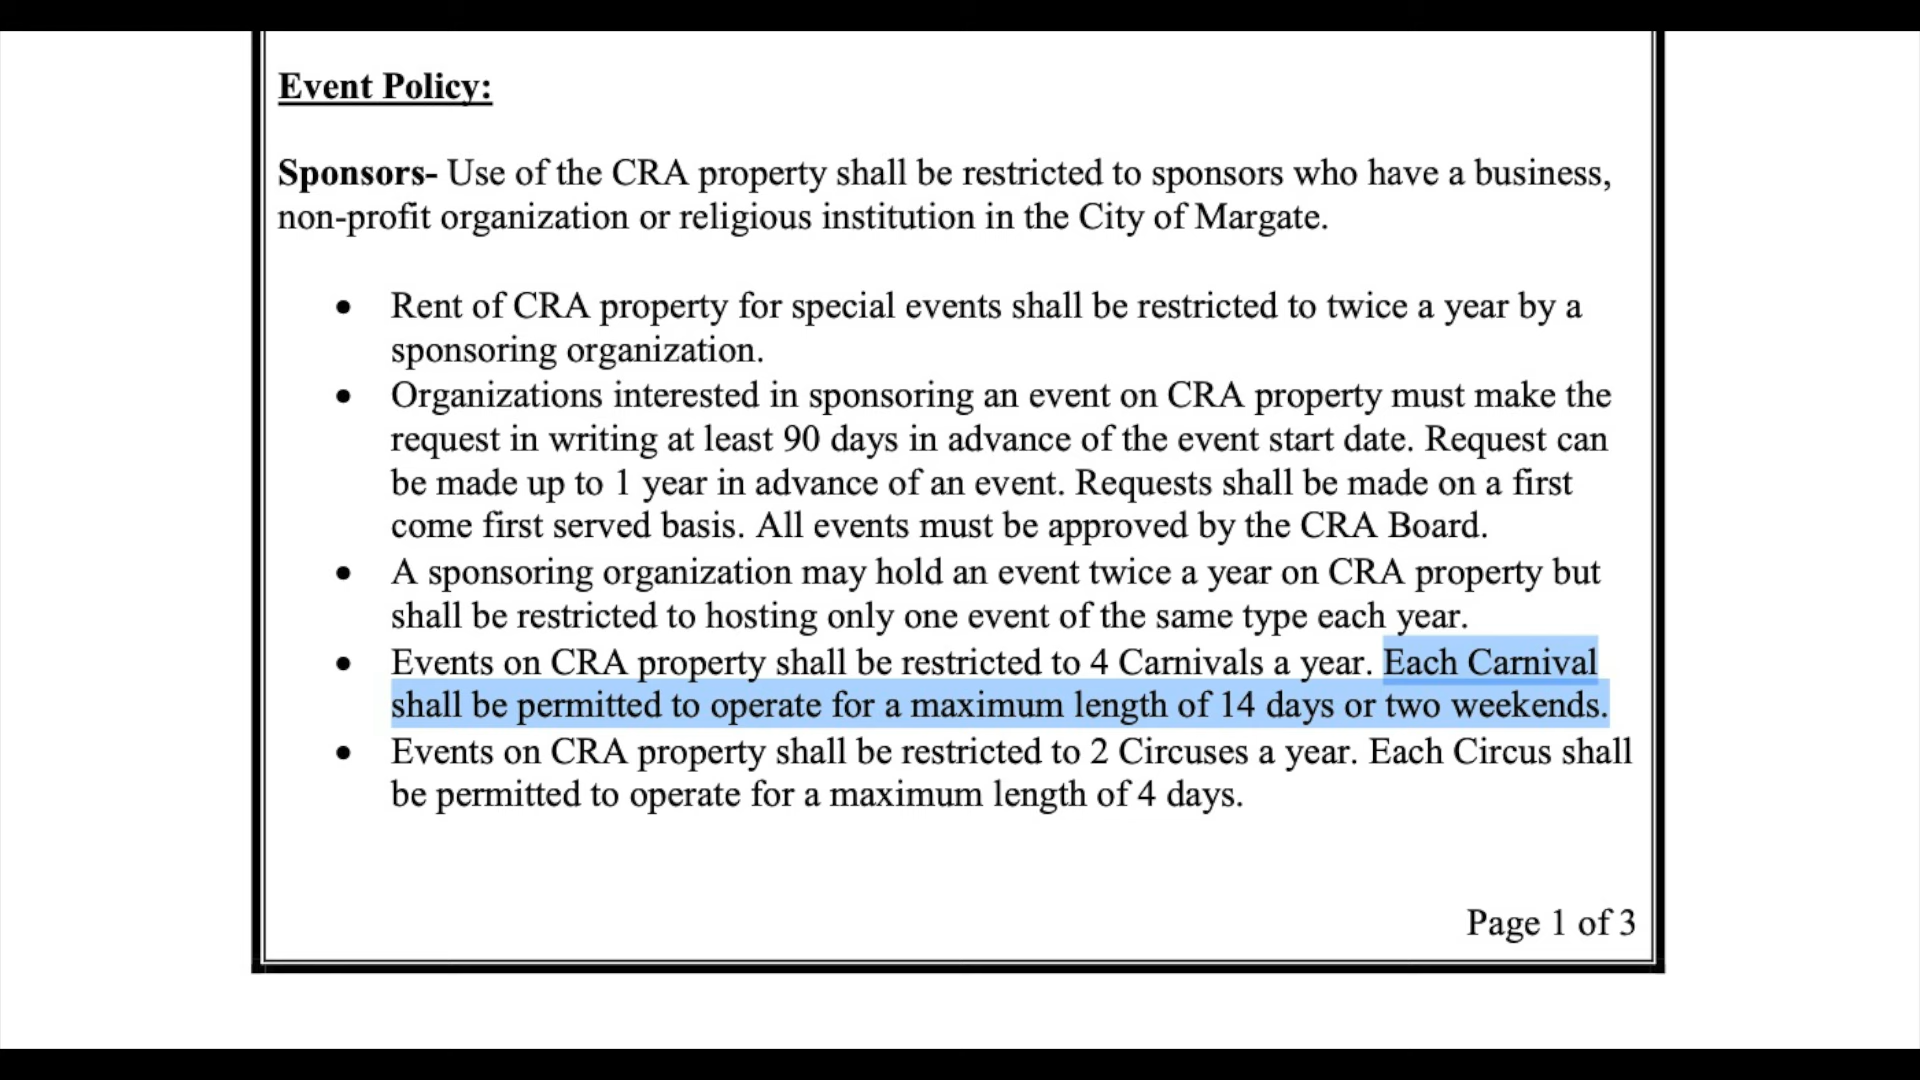 Event Policy:
Sponsors- Use of the CRA property shall be restricted to sponsors who have a business,
non-profit organization or religious institution in the City of Margate.
• Rent of CRA property for special events shall be restricted to twice a year by a
sponsoring organization.
• Organizations interested in sponsoring an event on CRA property must make the
request in writing at least 90 days in advance of the event start date. Request can
be made up to 1 year in advance of an event. Requests shall be made on a first
come first served basis. All events must be approved by the CRA Board.
• A sponsoring organization may hold an event twice a year on CRA property but
shall be restricted to hosting only one event of the same type each year.
• Events on CRA property shall be restricted to 4 Carnivals a year. Each Carnival
shall be permitted to operate for a maximum length of 14 days or two weekends.
• Events on CRA property shall be restricted to 2 Circuses a year. Each Circus shall
be permitted to operate for a maximum length of 4 days.
Page 1 of 3